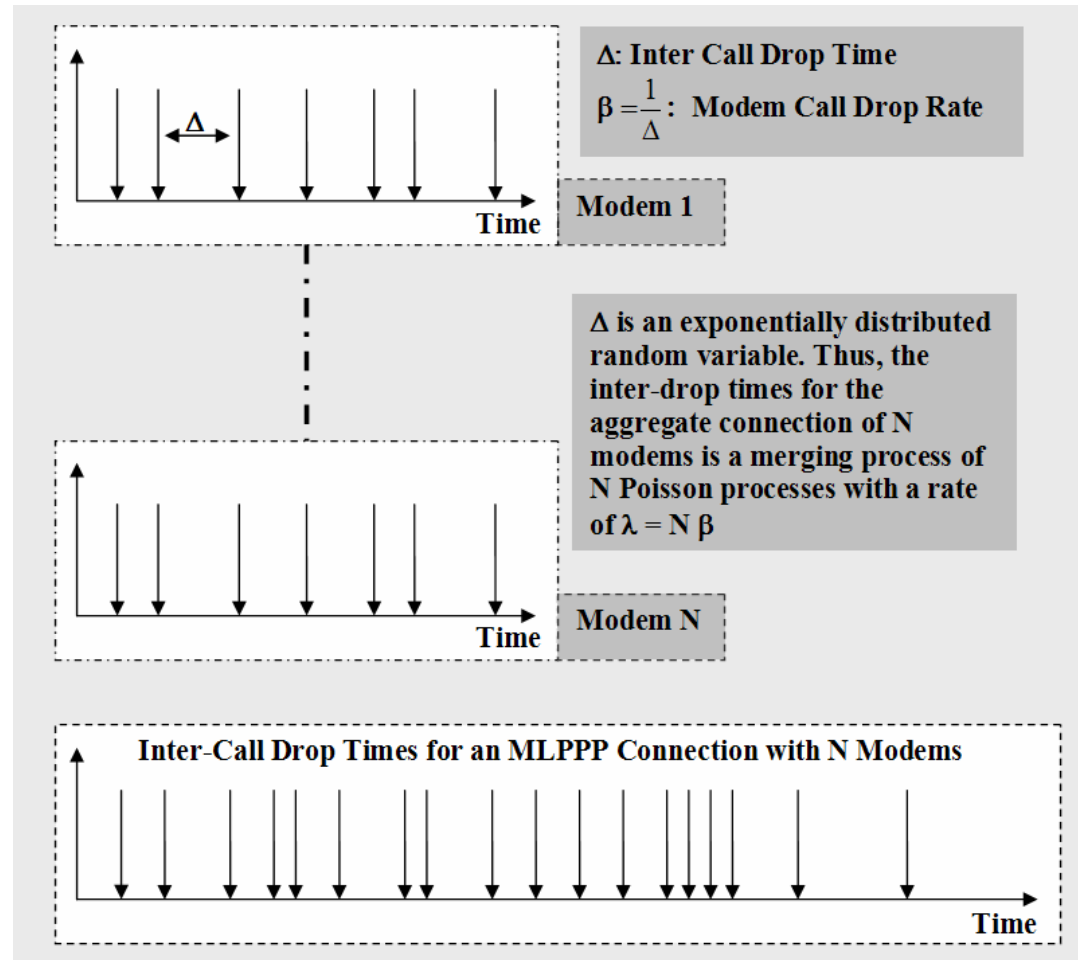 Δ: Inter Call Drop Time
β = 1/Δ : Modem Call Drop Rate
Δ
Time
Modem 1
Δ is an exponentially distributed
random variable. Thus, the
inter-drop times for the
aggregate connection of N
modems is a merging process of
N Poisson processes with a rate
of λ = N β
Time
Modem N
Inter-Call Drop Times for an MLPPP Connection with N Modems
Time